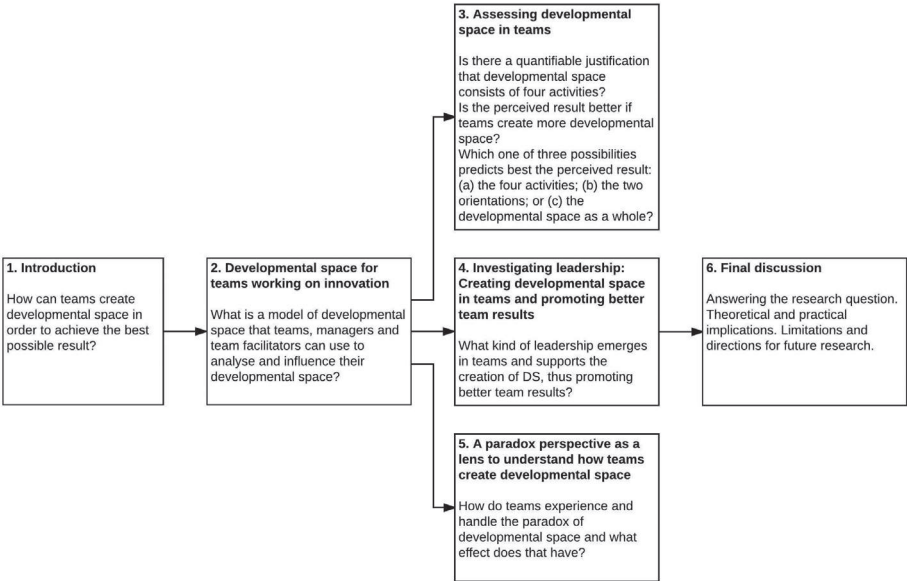 1. Introduction
How can teams create
developmental space in
order to achieve the best
possible result?
2. Developmental space for
teams working on innovation
What is a model of developmental
space that teams, managers and
team facilitators can use to
analyse and influence their
developmental space?
3. Assessing developmental
space in teams
Is there a quantifiable justification
that developmental space
consists of four activities?
Is the perceived result better if
teams create more developmental
space?
Which one of three possibilities
predicts best the perceived result:
(a) the four activities; (b) the two
orientations; or (c) the
developmental space as a whole?
4. Investigating leadership:
Creating developmental space
in teams and promoting better
team results
What kind of leadership emerges
in teams and supports the
creation of DS, thus promoting
better team results?
5. A paradox perspective as a
lens to understand how teams
create developmental space
How do teams experience and
handle the paradox of
developmental space and what
effect does that have?
6. Final discussion
Answering the research question.
Theoretical and practical
implications. Limitations and
directions for future research.